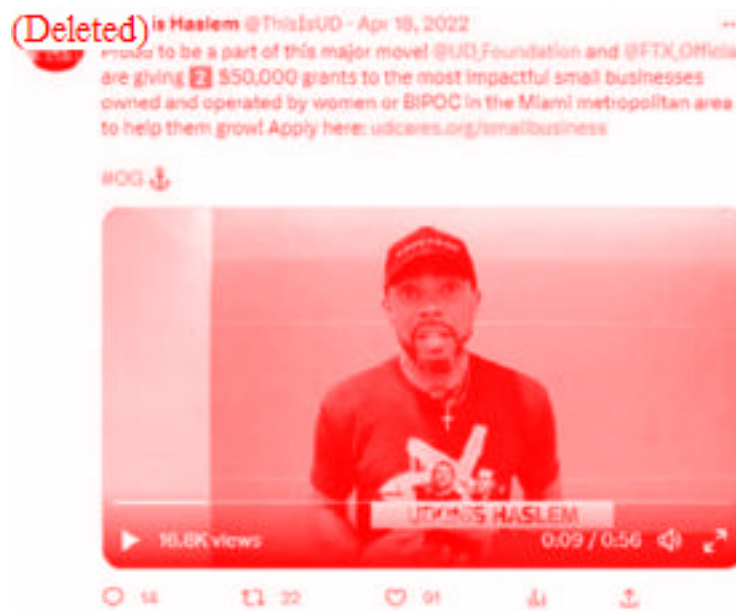 (Deleted)
is Haslem @ThisIsUD · Apr 18, 2022
Proud to be a part of this major move! @UD_Foundation and @FTX_Officia
are giving 2 $50,000 grants to the most impactful small businesses
owned and operated by women or BIPOC in the Miami metropolitan area
to help them grow! Apply here: udcares.org/smallbusiness
#OG
UDONIS HASLEM
16.8K views
0:09 / 0:56
14
32
91